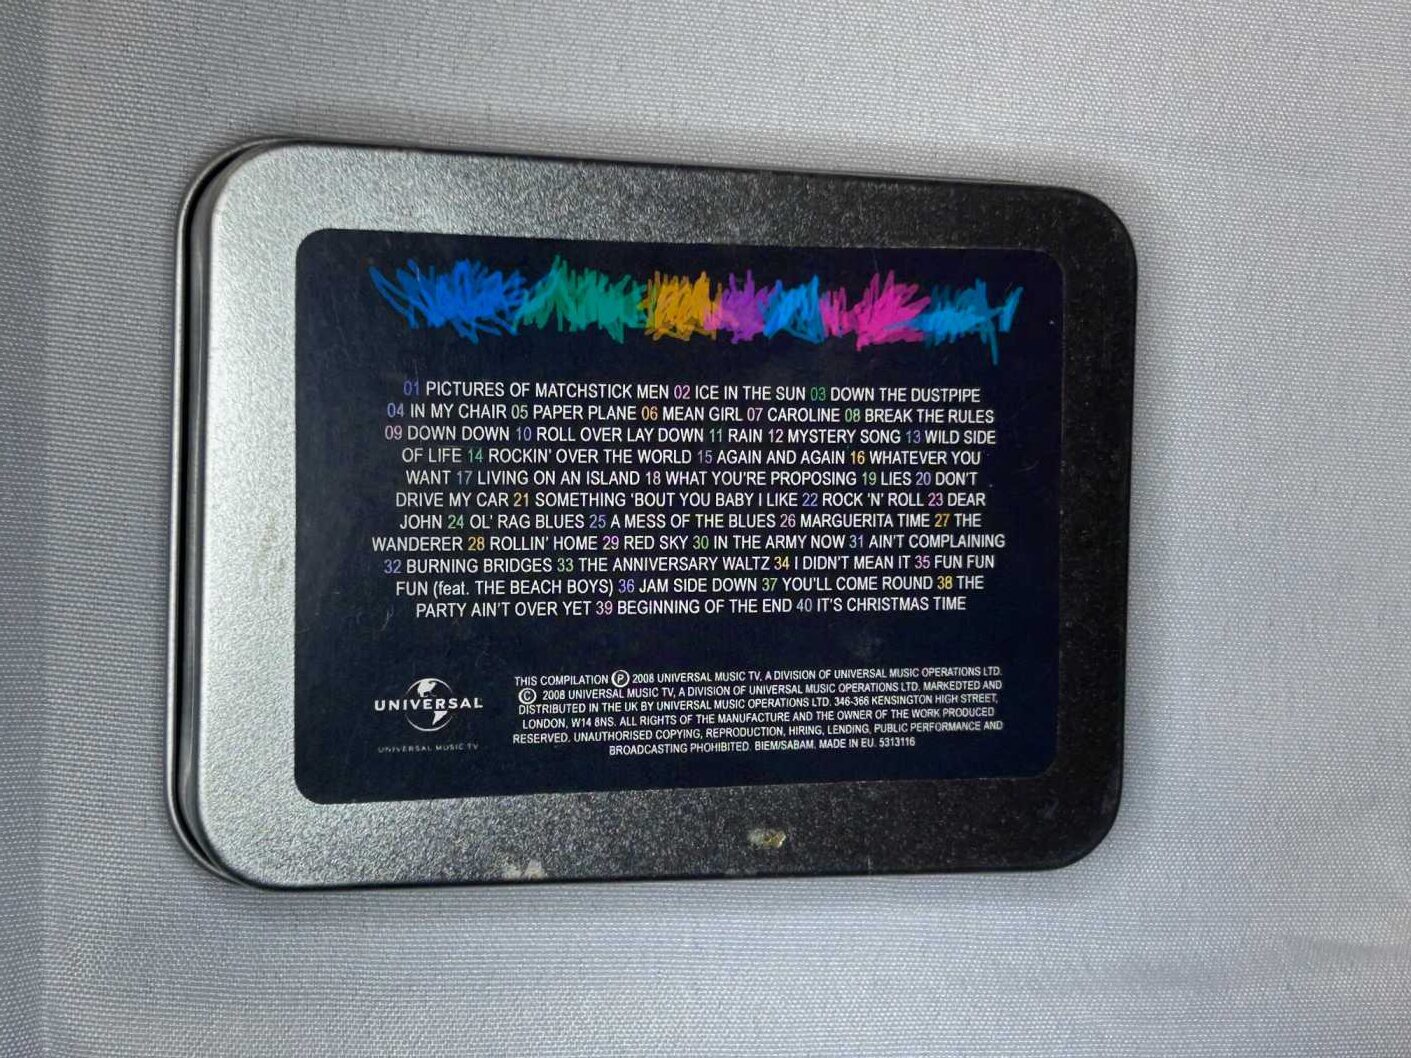 01 PICTURES OF MATCHSTICK MEN 02 ICE IN THE SUN 03 DOWN THE DUSTPIPE
04 IN MY CHAIR 05 PAPER PLANE 06 MEAN GIRL 07 CAROLINE 08 BREAK THE RULES
09 DOWN DOWN 10 ROLL OVER LAY DOWN 11 RAIN 12 MYSTERY SONG 13 WILD SIDE
OF LIFE 14 ROCKIN' OVER THE WORLD 15 AGAIN AND AGAIN 16 WHATEVER YOU
WANT 17 LIVING ON AN ISLAND 18 WHAT YOU'RE PROPOSING 19 LIES 20 DON'T
DRIVE MY CAR 21 SOMETHING 'BOUT YOU BABY I LIKE 22 ROCK 'N' ROLL 23 DEAR
JOHN 24 OL' RAG BLUES 25 A MESS OF THE BLUES 26 MARGUERITA TIME 27 THE
WANDERER 28 ROLLIN' HOME 29 RED SKY 30 IN THE ARMY NOW 31 AIN'T COMPLAINING
32 BURNING BRIDGES 33 THE ANNIVERSARY WALTZ 34 I DIDN'T MEAN IT 35 FUN FUN
FUN (feat. THE BEACH BOYS) 36 JAM SIDE DOWN 37 YOU'LL COME ROUND 38 THE
PARTY AIN'T OVER YET 39 BEGINNING OF THE END 40 IT'S CHRISTMAS TIME
UNIVERSAL
UNIVERSAL MUSIC TV
THIS COMPILATION ℗ 2008 UNIVERSAL MUSIC TV, A DIVISION OF UNIVERSAL MUSIC OPERATIONS LTD.
© 2008 UNIVERSAL MUSIC TV, A DIVISION OF UNIVERSAL MUSIC OPERATIONS LTD. MARKEDTED AND
DISTRIBUTED IN THE UK BY UNIVERSAL MUSIC OPERATIONS LTD. 346-366 KENSINGTON HIGH STREET,
LONDON, W14 8NS. ALL RIGHTS OF THE MANUFACTURE AND THE OWNER OF THE WORK PRODUCED
RESERVED. UNAUTHORISED COPYING, REPRODUCTION, HIRING, LENDING, PUBLIC PERFORMANCE AND
BROADCASTING PROHIBITED. BIEM/SABAM. MADE IN EU. 5313116